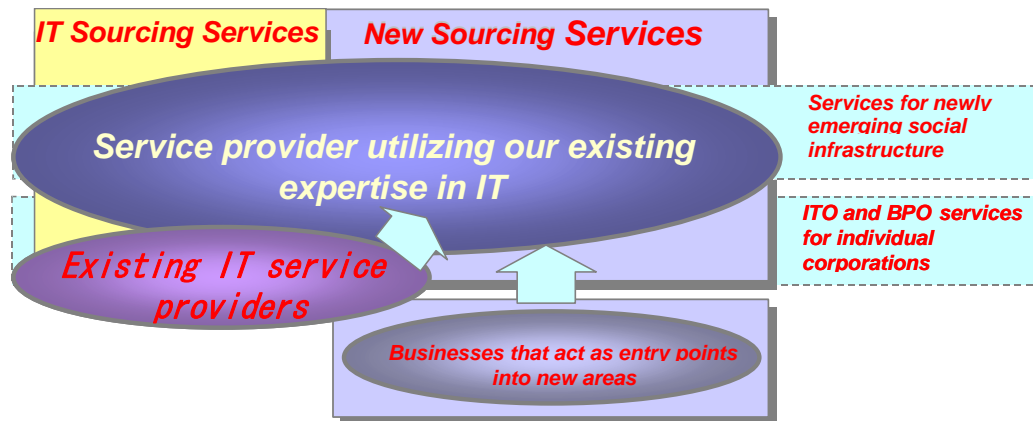 IT Sourcing Services
New Sourcing Services
Service provider utilizing our existing
expertise in IT
Services for newly
emerging social
infrastructure
ITO and BPO services
for individual
corporations
Existing IT service
providers
Businesses that act as entry points
into new areas